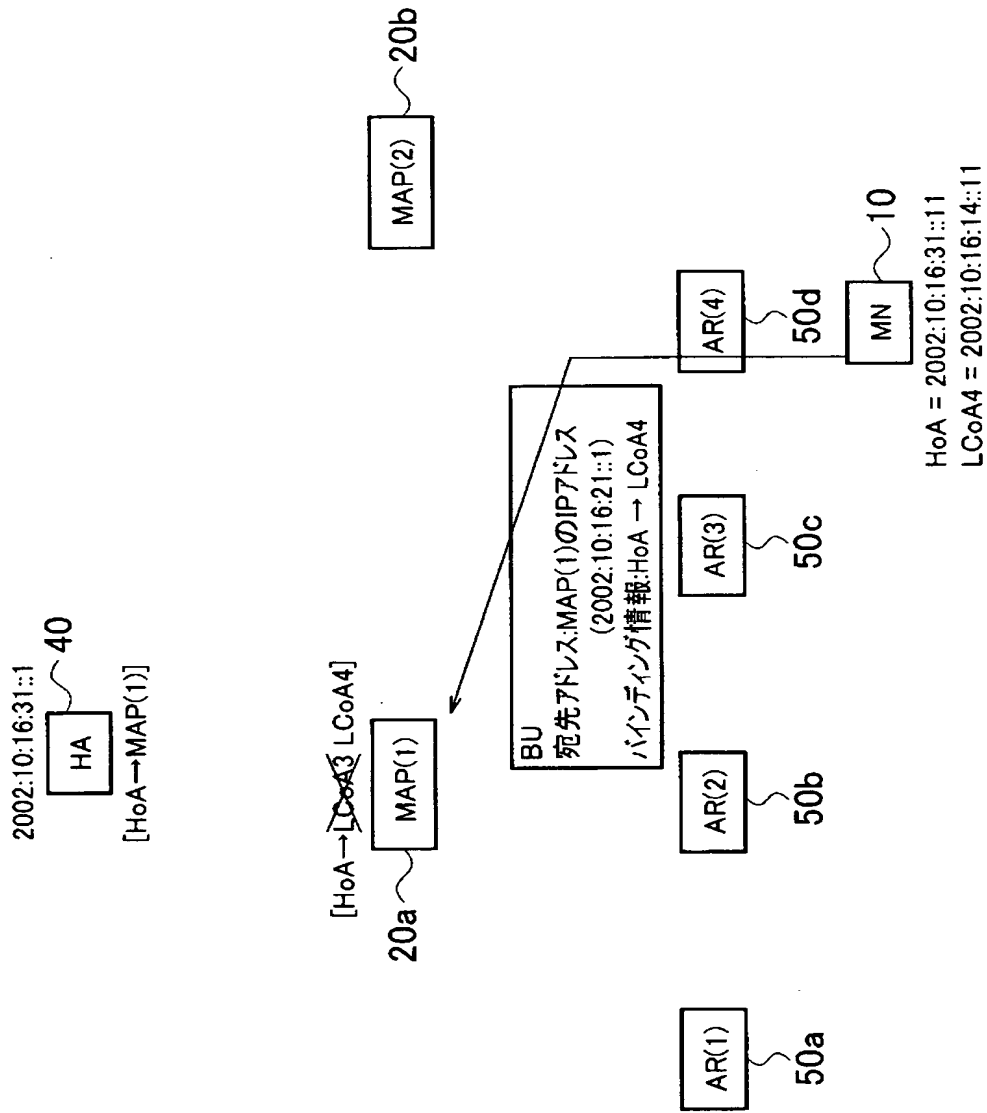 2002:10:16:31::1
HA
40
[HoA→MAP(1)]
[HoA→LCoA3 LCoA4]
MAP(1)
20a
MAP(2)
20b
BU
宛先アドレス:MAP(1)のIPアドレス
(2002:10:16:21::1)
バインディング情報:HoA → LCoA4
AR(1)
50a
AR(2)
50b
AR(3)
50c
AR(4)
50d
MN
10
HoA = 2002:10:16:31::11
LCoA4 = 2002:10:16:14::11